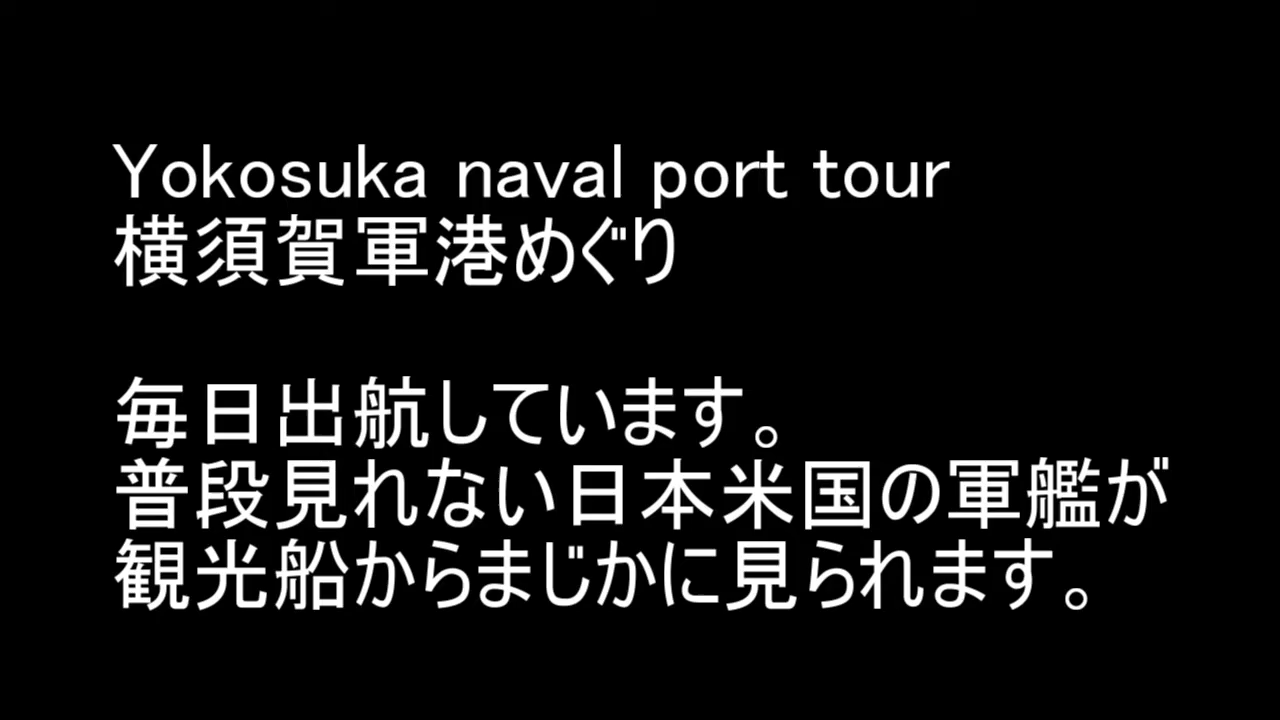 Yokosuka naval port tour
横須賀軍港めぐり
毎日出航しています。
普段見れない日本米国の軍艦が
観光船からまじかに見られます。